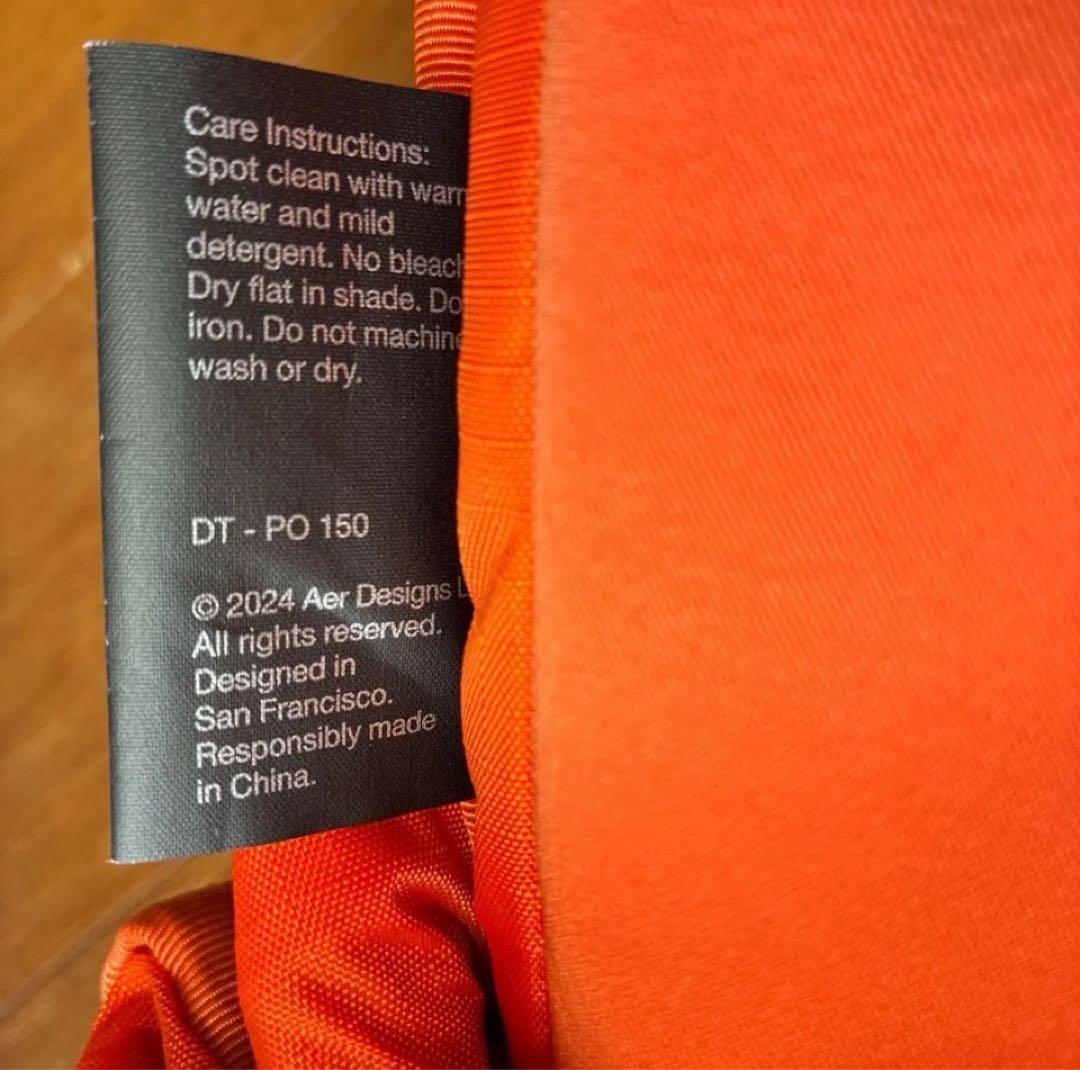 Care Instructions:
Spot clean with warm
water and mild
detergent. No bleach
Dry flat in shade. Do
iron. Do not machine
wash or dry.
DT - PO 150
© 2024 Aer Designs L
All rights reserved.
Designed in
San Francisco.
Responsibly made
in China.